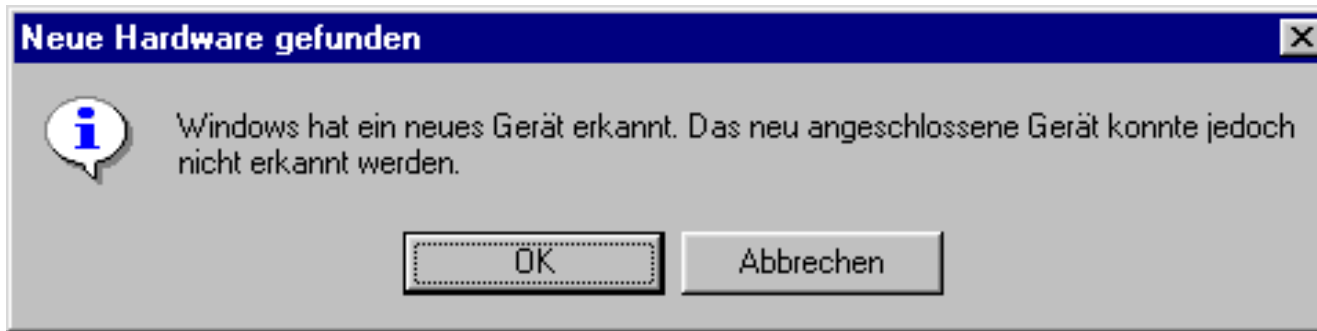 Neue Hardware gefunden
Windows hat ein neues Gerät erkannt. Das neu angeschlossene Gerät konnte jedoch
nicht erkannt werden.
OK Abbrechen